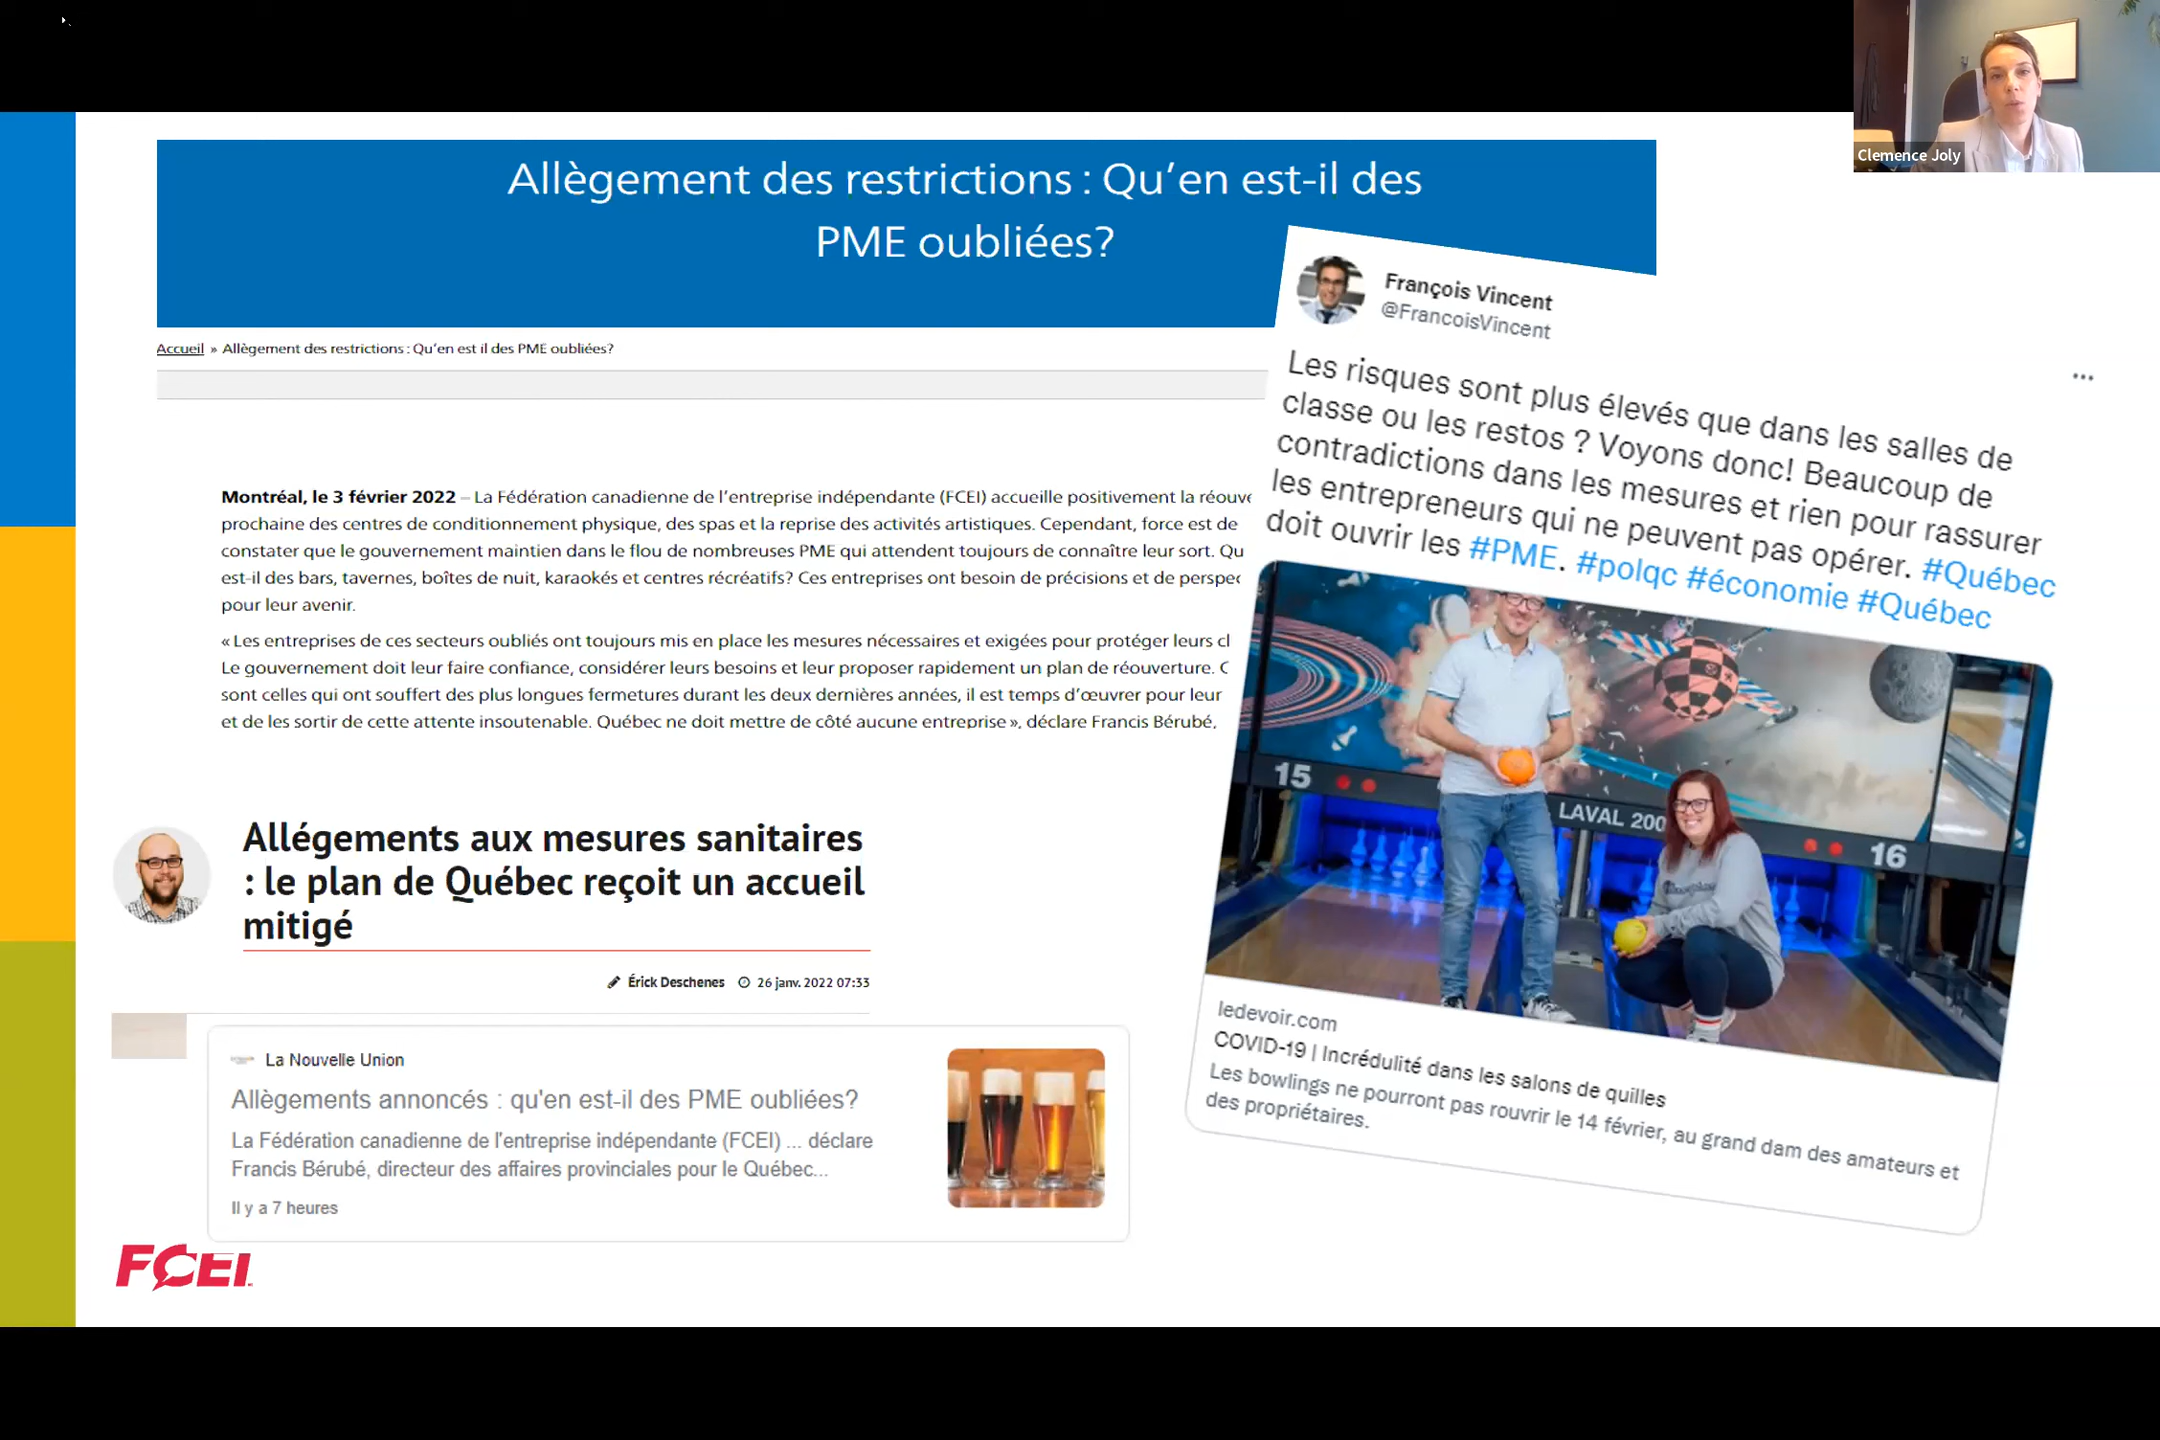 Clemence Joly
Allègement des restrictions : Qu’en est-il des
PME oubliées?
Accueil » Allègement des restrictions : Qu’en est il des PME oubliées?
Montréal, le 3 février 2022 – La Fédération canadienne de l’entreprise indépendante (FCEI) accueille positivement la
prochaine des centres de conditionnement physique, des spas et la reprise des activités artistiques. Cependant, force est de
constater que le gouvernement maintien dans le flou de nombreuses PME qui attendent toujours de connaître leur sort. Qu
est-il des bars, tavernes, boîtes de nuit, karaokés et centres récréatifs? Ces entreprises ont besoin de précisions et de
pour leur avenir.
« Les entreprises de ces secteurs oubliés ont toujours mis en place les mesures nécessaires et exigées pour protéger leurs
Le gouvernement doit leur faire confiance, considérer leurs besoins et leur proposer rapidement un plan de réouverture.
sont celles qui ont souffert des plus longues fermetures durant les deux dernières années, il est temps d’œuvrer pour leur
et de les sortir de cette attente insoutenable. Québec ne doit mettre de côté aucune entreprise », déclare Francis Bérubé,
François Vincent
@FrancoisVincent
...
Les risques sont plus élevés que dans les salles de
classe ou les restos ? Voyons donc! Beaucoup de
contradictions dans les mesures et rien pour rassurer
les entrepreneurs qui ne peuvent pas opérer. #Québec
doit ouvrir les #PME. #polqc #économie #Québec
15
LAVAL 200
16
ledevoir.com
COVID-19 | Incrédulité dans les salons de quilles
Les bowlings ne pourront pas rouvrir le 14 février, au grand dam des amateurs et
des propriétaires.
Allégements aux mesures sanitaires
: le plan de Québec reçoit un accueil
mitigé
Érick Deschenes 26 janv. 2022 07:33
La Nouvelle Union
Allègements annoncés : qu'en est-il des PME oubliées?
La Fédération canadienne de l'entreprise indépendante (FCEI) ... déclare
Francis Bérubé, directeur des affaires provinciales pour le Québec...
Il y a 7 heures
FCEI